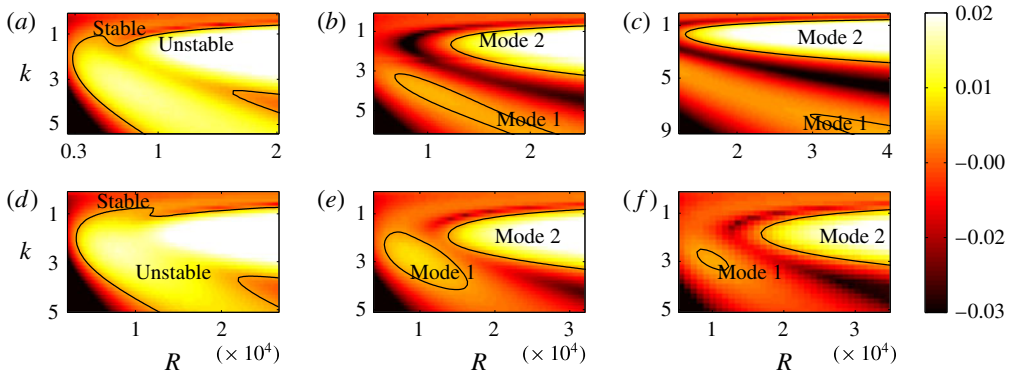 (a) (b) (c)
Stable
Unstable
Mode 2
Mode 2
Mode 1
Mode 1
k
1
3
5
0.3 1 2
1
3
5
1 2
1
5
9
2 3 4
(d) (e) (f)
Stable
Unstable
Mode 2
Mode 1
Mode 2
Mode 1
k
1
3
5
1 2
1
3
5
1 2 3
1
3
5
1 2 3
R (× 10⁴)
R (× 10⁴)
R (× 10⁴)
0.02
0.01
−0.00
−0.02
−0.03